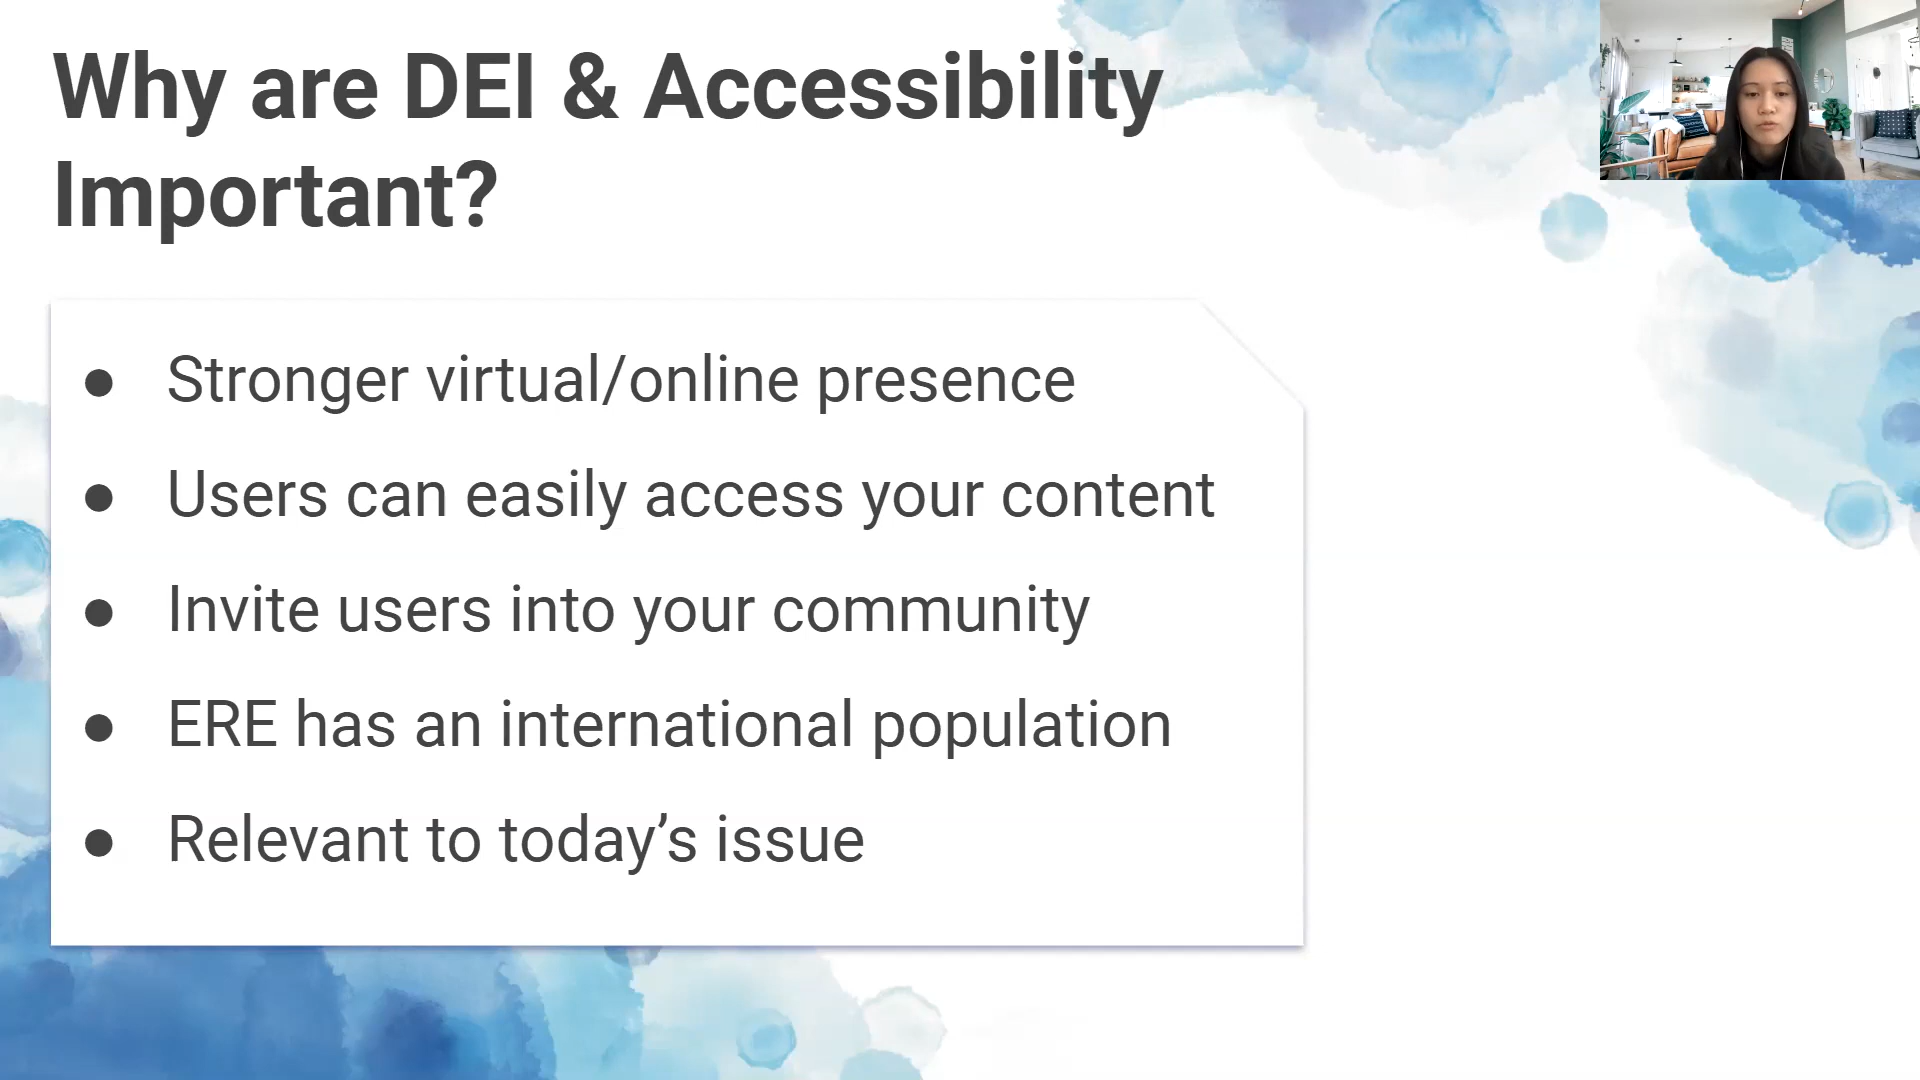 Why are DEI & Accessibility
Important?
● Stronger virtual/online presence
● Users can easily access your content
● Invite users into your community
● ERE has an international population
● Relevant to today’s issue